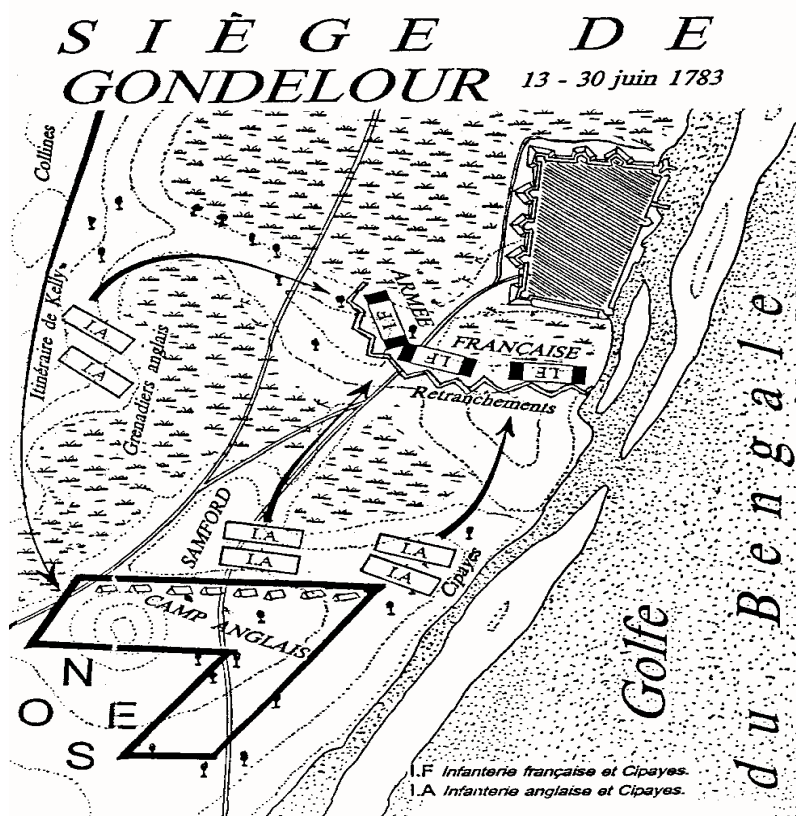 SIÈGE DE
GONDELOUR 13 - 30 juin 1783
Collines
Itinéraire de Kelly
I.A
I.A
Grenadiers anglais
ARMÉE
I.F
I.F
FRANÇAISE
I.F
Retranchements
SAMFORD
I.A
I.A
I.A
I.A
Cipayes
CAMP ANGLAIS
N
O E
S
Golfe
du Bengale
I.F Infanterie française et Cipayes.
I.A Infanterie anglaise et Cipayes.